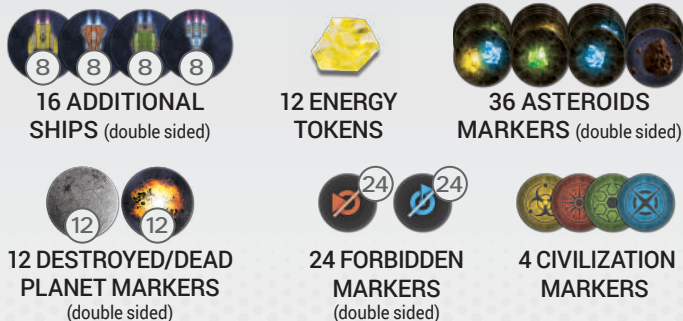 8 8 8 8
16 ADDITIONAL
SHIPS (double sided)
12 ENERGY
TOKENS
36 ASTEROIDS
MARKERS (double sided)
12 12
12 DESTROYED/DEAD
PLANET MARKERS
(double sided)
24 24
24 FORBIDDEN
MARKERS
(double sided)
4 CIVILIZATION
MARKERS